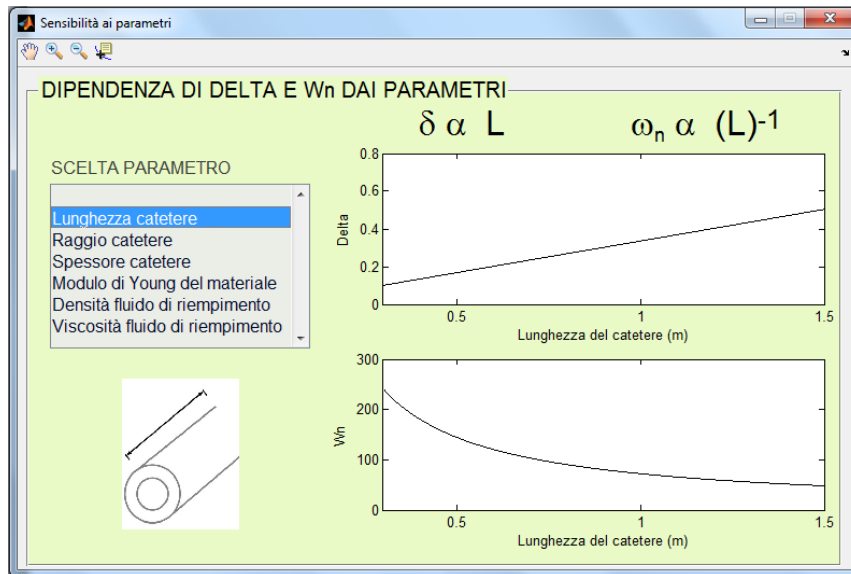 Sensibilità ai parametri
DIPENDENZA DI DELTA E Wn DAI PARAMETRI
δ α L
ωn α (L)-1
SCELTA PARAMETRO
Lunghezza catetere
Raggio catetere
Spessore catetere
Modulo di Young del materiale
Densità fluido di riempimento
Viscosità fluido di riempimento
Delta
0.8
0.6
0.4
0.2
0
0.5 1 1.5
Lunghezza del catetere (m)
Wn
300
200
100
0
0.5 1 1.5
Lunghezza del catetere (m)